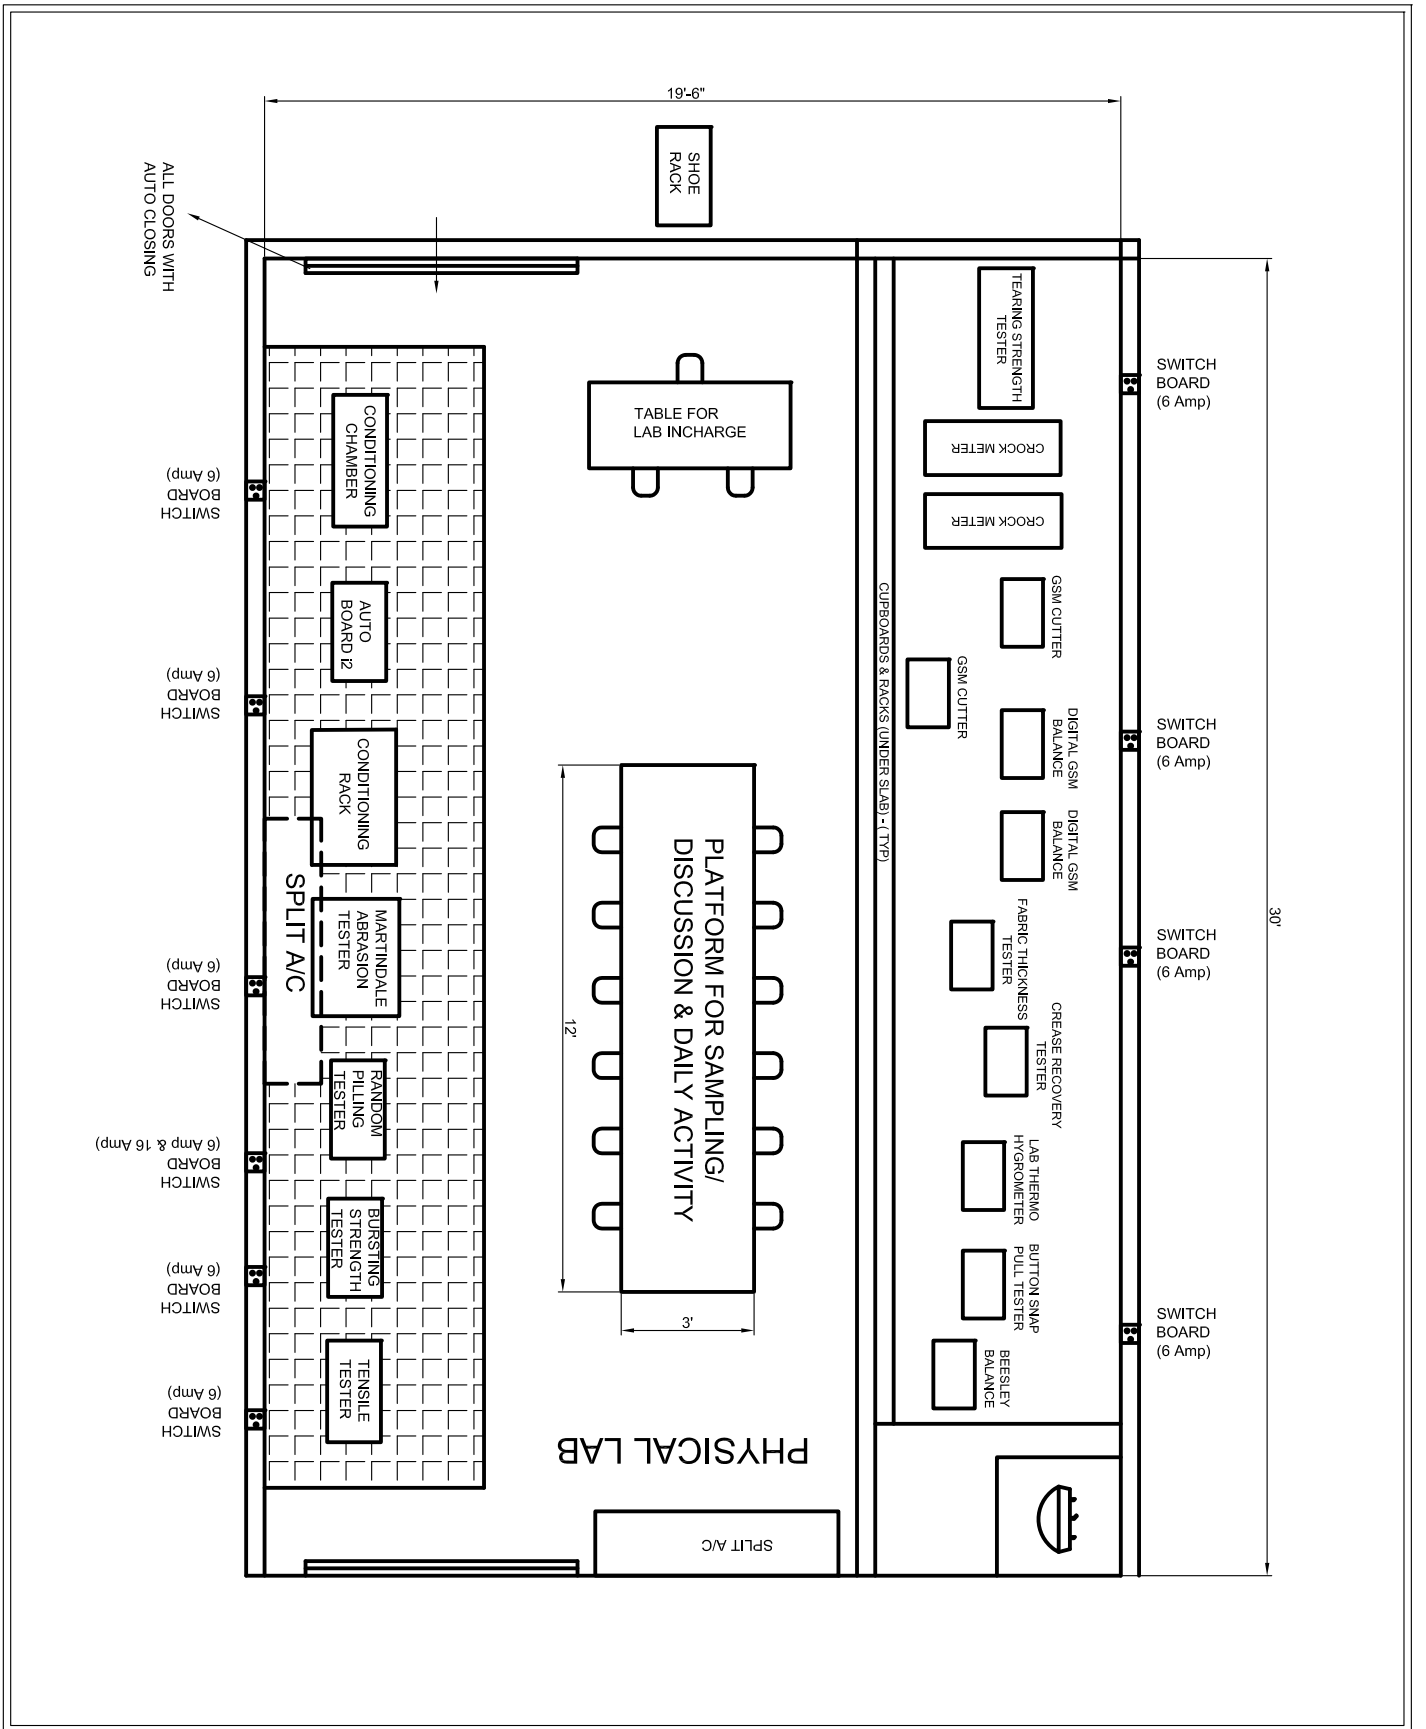 19'-6"
SHOE
RACK
ALL DOORS WITH
AUTO CLOSING
30'
TEARING STRENGTH
TESTER
CROCK METER
CROCK METER
GSM CUTTER
GSM CUTTER
DIGITAL GSM
BALANCE
DIGITAL GSM
BALANCE
FABRIC THICKNESS
TESTER
CREASE RECOVERY
TESTER
LAB THERMO
HYGROMETER
BUTTON SNAP
PULL TESTER
BEESLEY
BALANCE
SWITCH
BOARD
(6 Amp)
SWITCH
BOARD
(6 Amp)
SWITCH
BOARD
(6 Amp)
SWITCH
BOARD
(6 Amp)
CUPBOARDS & RACKS (UNDER SLAB) - ( TYP)
TABLE FOR
LAB INCHARGE
PLATFORM FOR SAMPLING/
DISCUSSION & DAILY ACTIVITY
12'
3'
CONDITIONING
CHAMBER
AUTO
BOARD i2
CONDITIONING
RACK
SPLIT A/C
MARTINDALE
ABRASION
TESTER
RANDOM
PILLING
TESTER
BURSTING
STRENGTH
TESTER
TENSILE
TESTER
SWITCH
BOARD
(6 Amp)
SWITCH
BOARD
(6 Amp)
SWITCH
BOARD
(6 Amp)
SWITCH
BOARD
(6 Amp & 16 Amp)
SWITCH
BOARD
(6 Amp)
SWITCH
BOARD
(6 Amp)
PHYSICAL LAB
SPLIT A/C